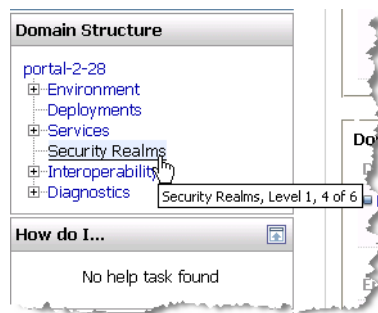 Domain Structure
portal-2-28
Environment
Deployments
Services
Security Realms
Interoperability
Diagnostics
Security Realms, Level 1, 4 of 6
How do I...
No help task found